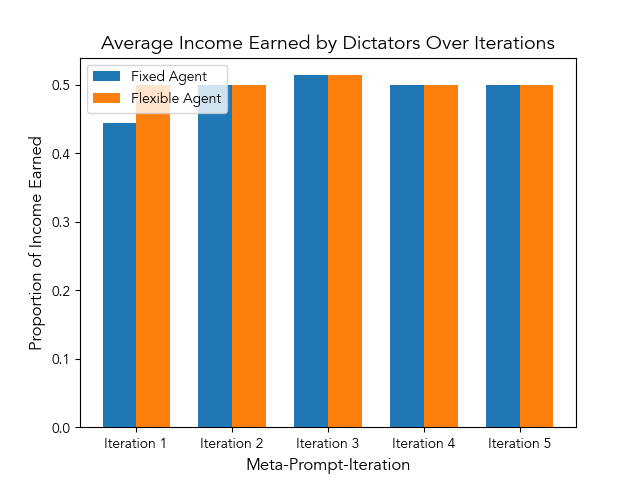 Average Income Earned by Dictators Over Iterations
Fixed Agent
Flexible Agent
Proportion of Income Earned
0.5
0.4
0.3
0.2
0.1
0.0
Iteration 1 Iteration 2 Iteration 3 Iteration 4 Iteration 5
Meta-Prompt-Iteration